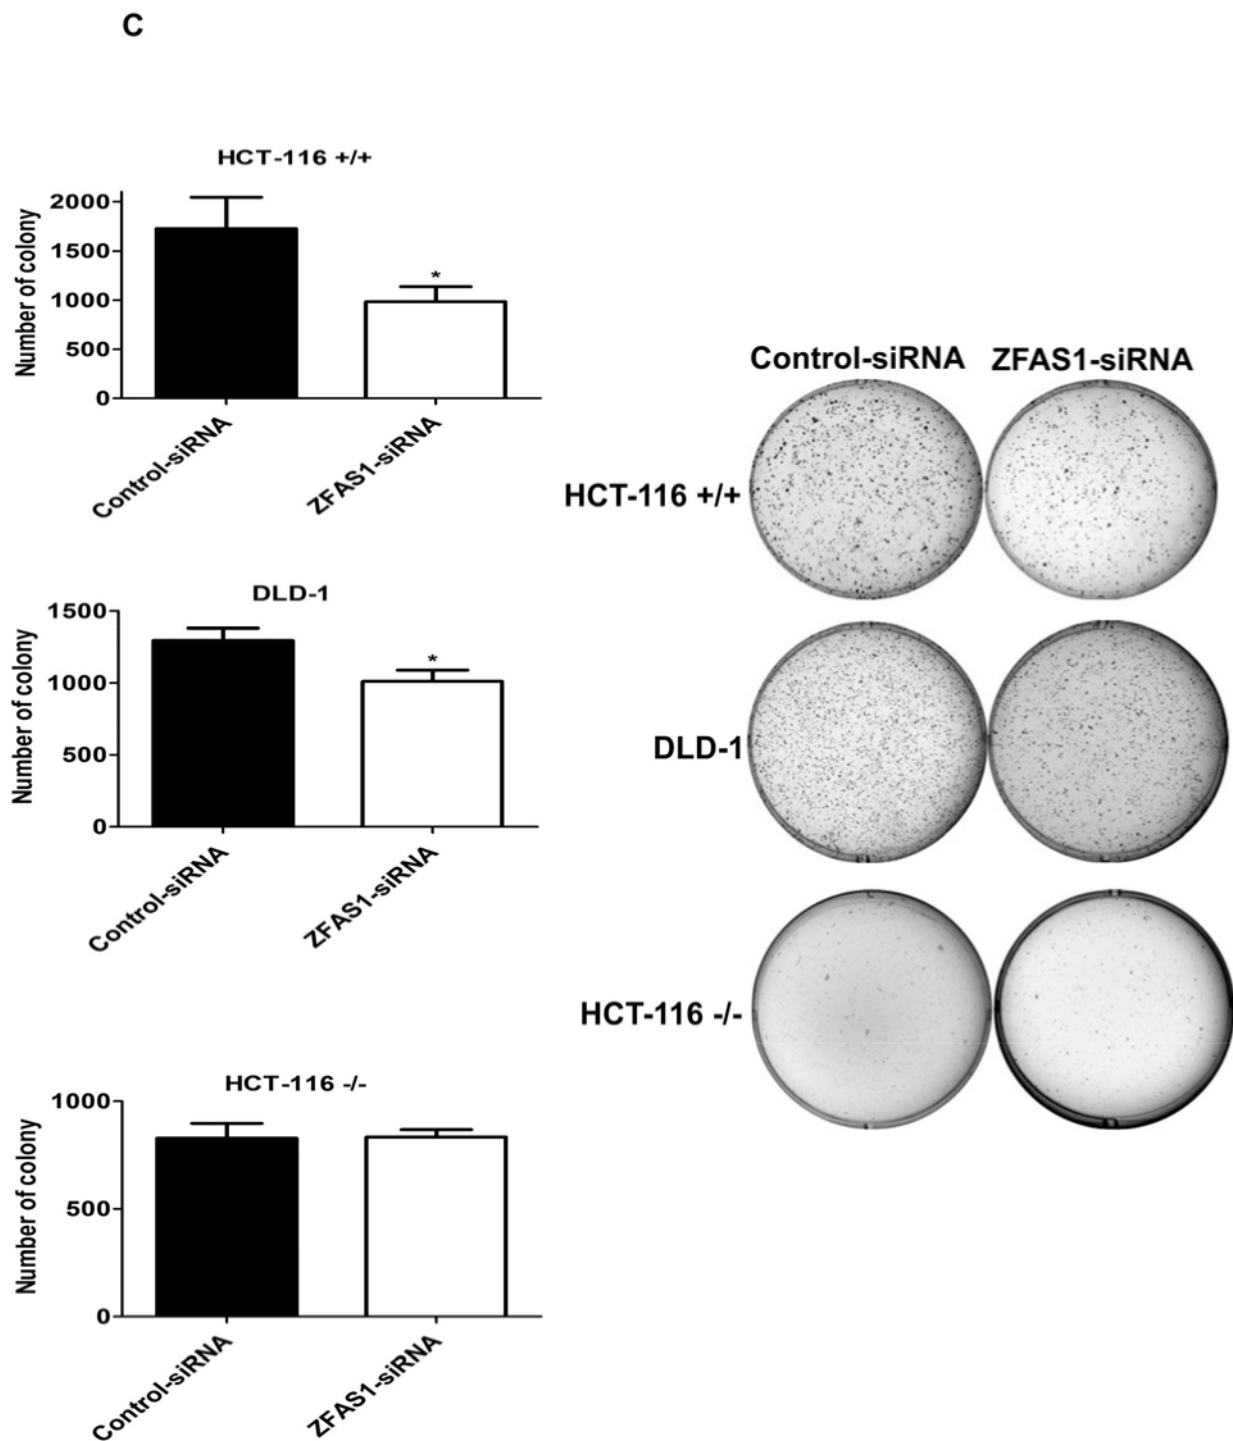 C
HCT-116 +/+
Number of colony
2000
1500
1000
500
0
*
Control-siRNA
ZFAS1-siRNA
DLD-1
Number of colony
1500
1000
500
0
*
Control-siRNA
ZFAS1-siRNA
HCT-116 -/-
Number of colony
1000
500
0
Control-siRNA
ZFAS1-siRNA
Control-siRNA ZFAS1-siRNA
HCT-116 +/+
DLD-1
HCT-116 -/-